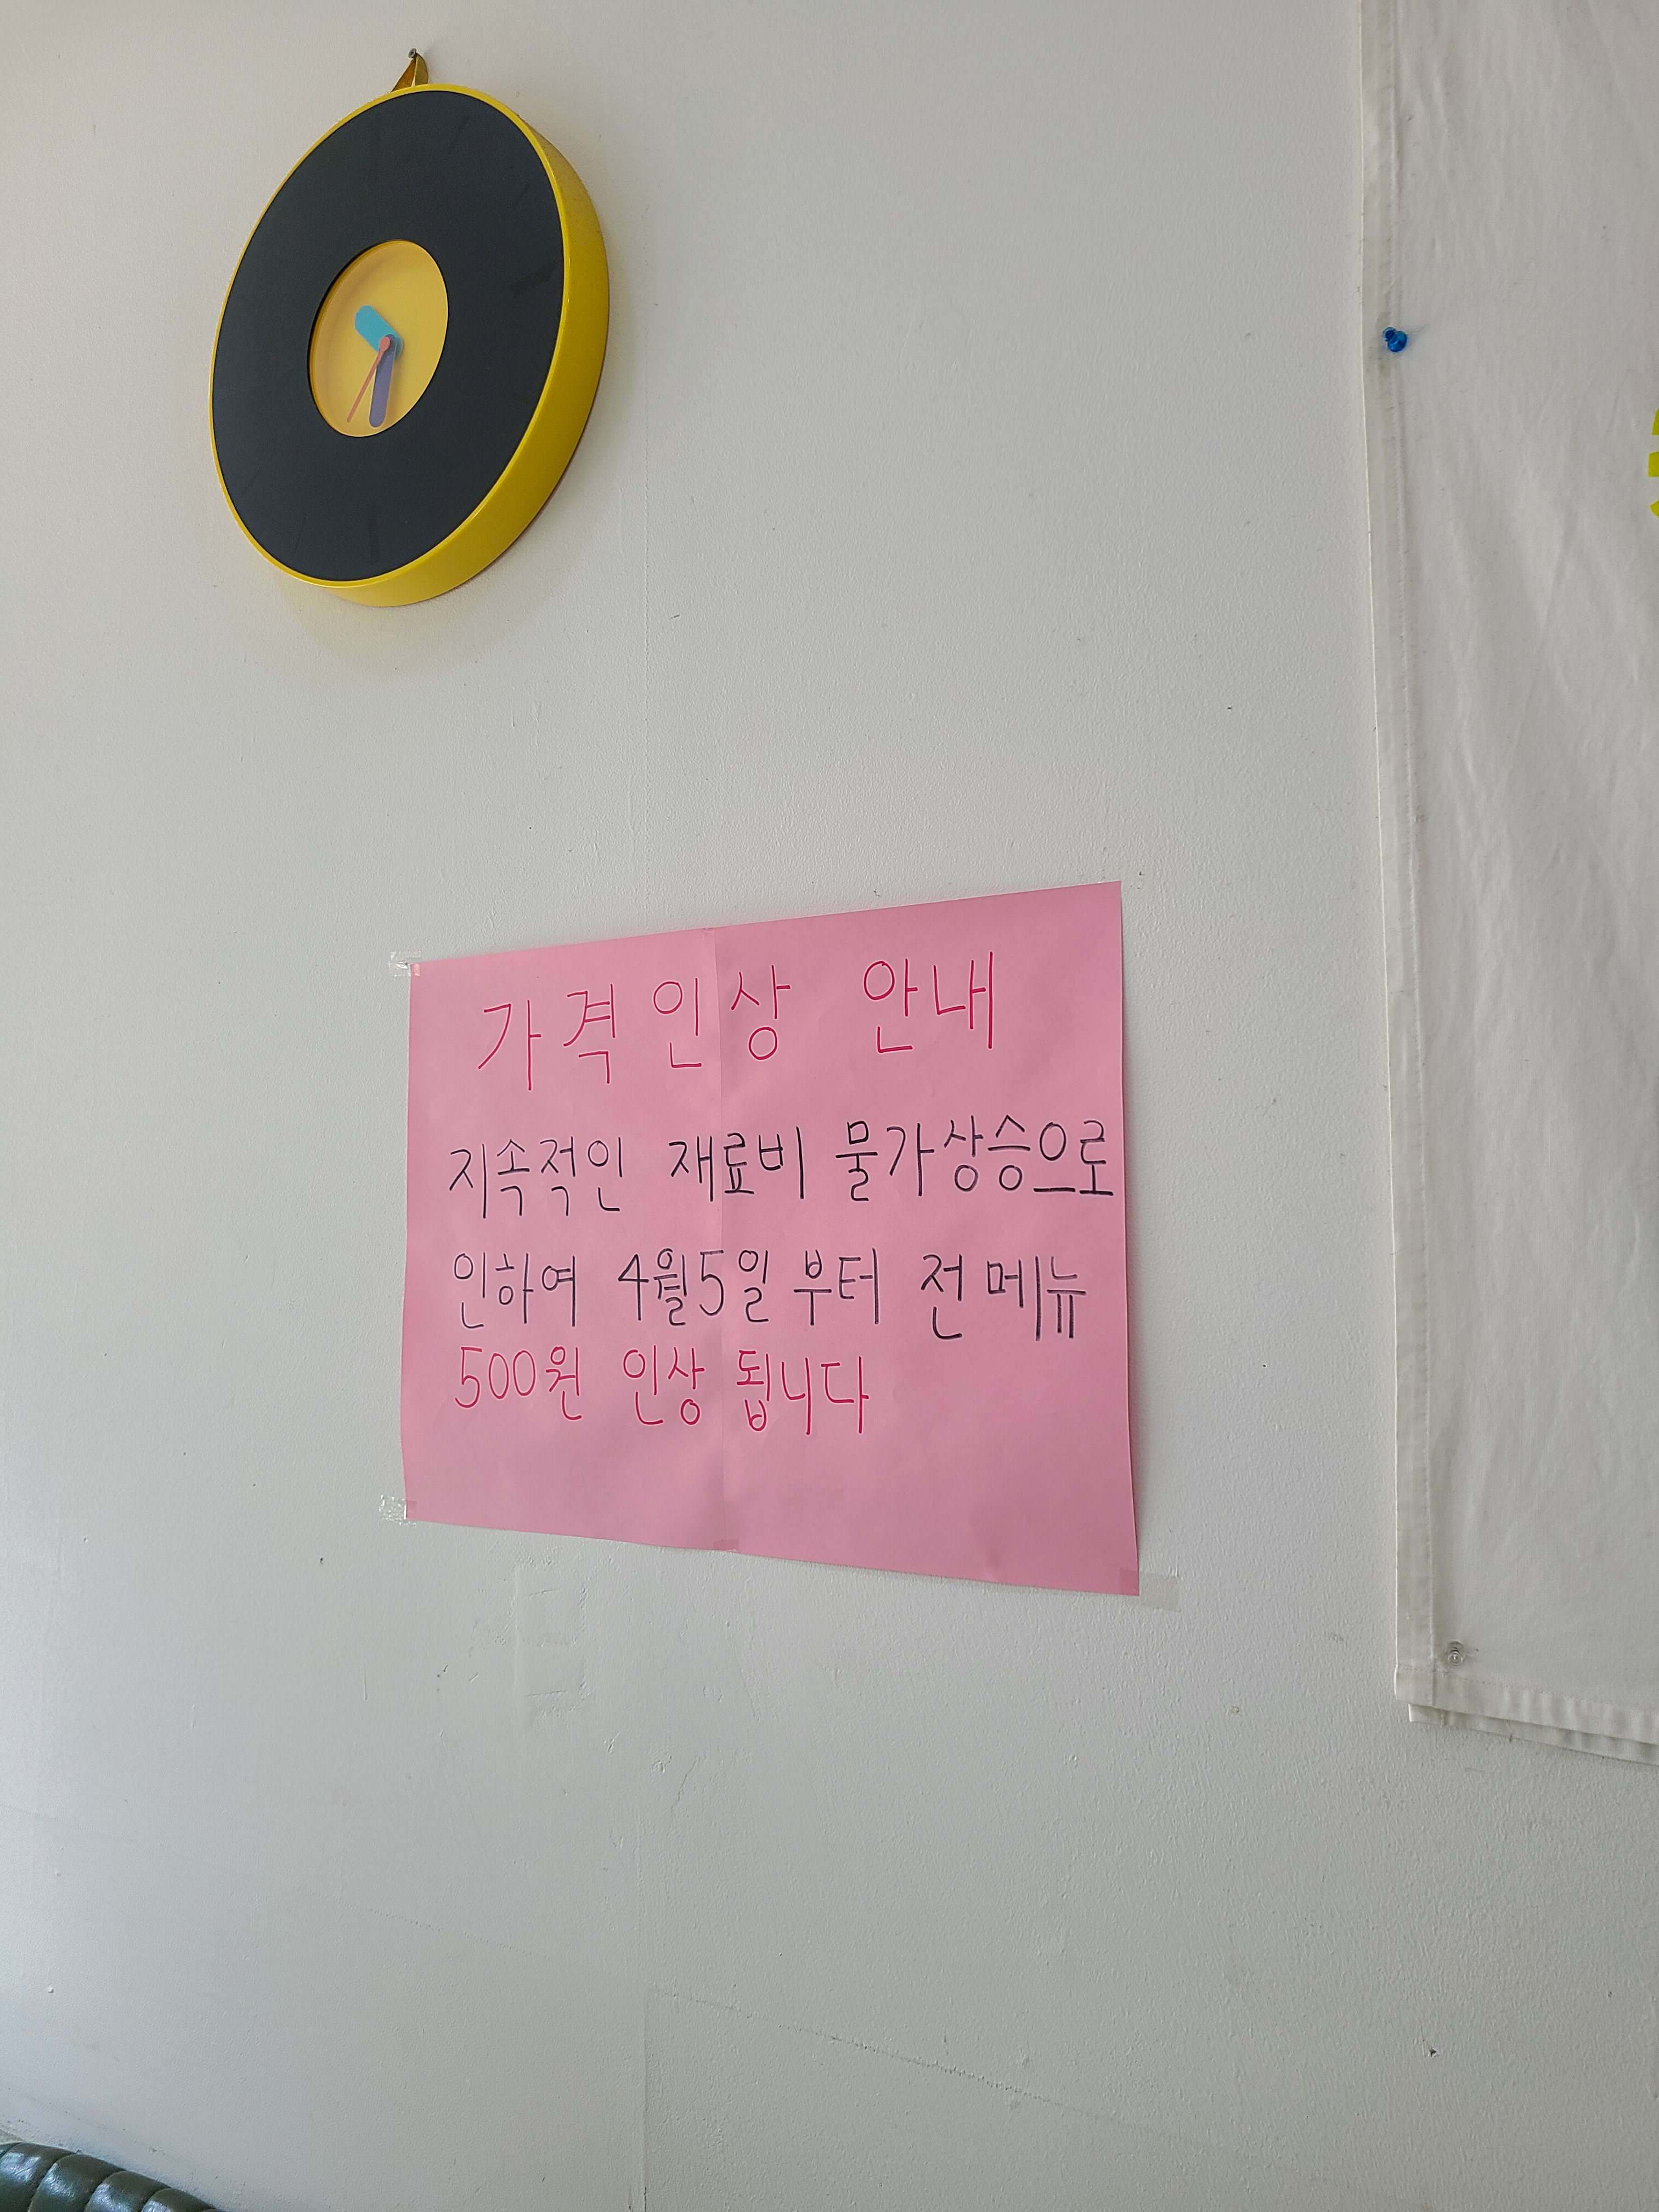 가격인상 안내
지속적인 재료비 물가상승으로
인하여 4월5일 부터 전메뉴
500원 인상 됩니다